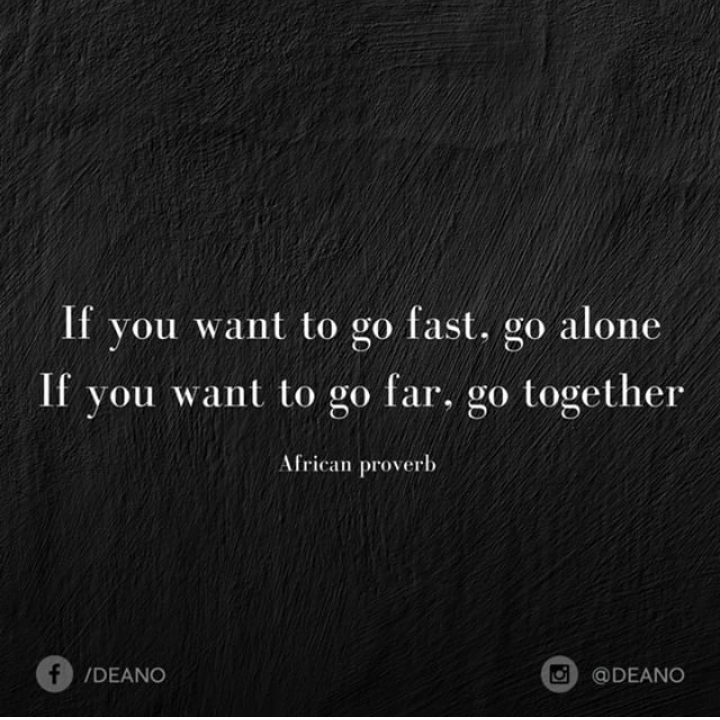 If you want to go fast, go alone
If you want to go far, go together
African proverb
f /DEANO
@DEANO